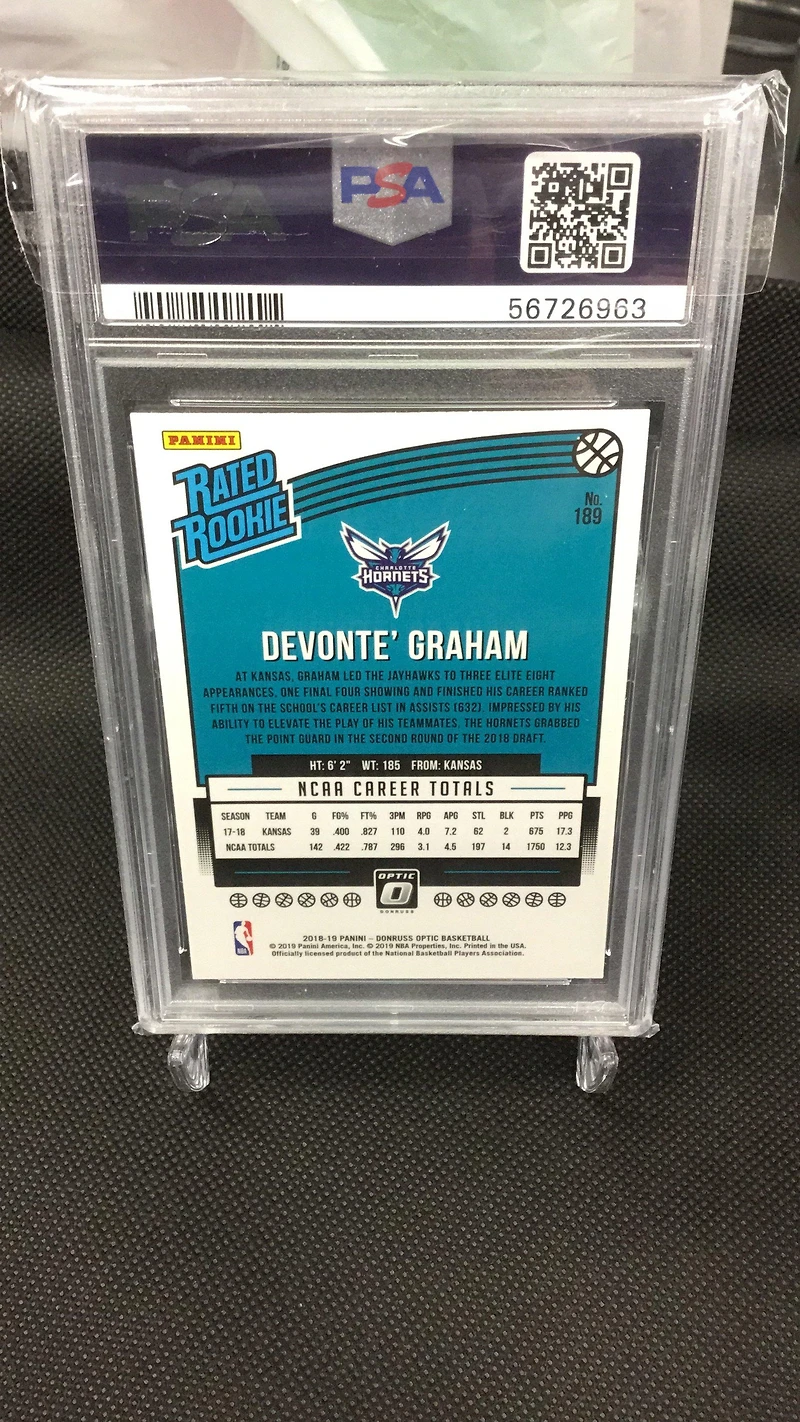 PSA
PSA
56726963
PANINI
RATED
ROOKIE
No.
189
CHARLOTTE
HORNETS
DEVONTE' GRAHAM
AT KANSAS, GRAHAM LED THE JAYHAWKS TO THREE ELITE EIGHT
APPEARANCES, ONE FINAL FOUR SHOWING AND FINISHED HIS CAREER RANKED
FIFTH ON THE SCHOOL'S CAREER LIST IN ASSISTS (632). IMPRESSED BY HIS
ABILITY TO ELEVATE THE PLAY OF HIS TEAMMATES, THE HORNETS GRABBED
THE POINT GUARD IN THE SECOND ROUND OF THE 2018 DRAFT.
HT: 6' 2" WT: 185 FROM: KANSAS
NCAA CAREER TOTALS
SEASON TEAM G FG% FT% 3PM RPG APG STL BLK PTS PPG
17-18 KANSAS 39 .400 .827 110 4.0 7.2 62 2 675 17.3
NCAA TOTALS 142 .422 .787 296 3.1 4.5 197 14 1750 12.3
OPTIC
DONRUSS
NBA
2018-19 PANINI – DONRUSS OPTIC BASKETBALL
© 2019 Panini America, Inc. © 2019 NBA Properties, Inc. Printed in the USA.
Officially licensed product of the National Basketball Players Association.